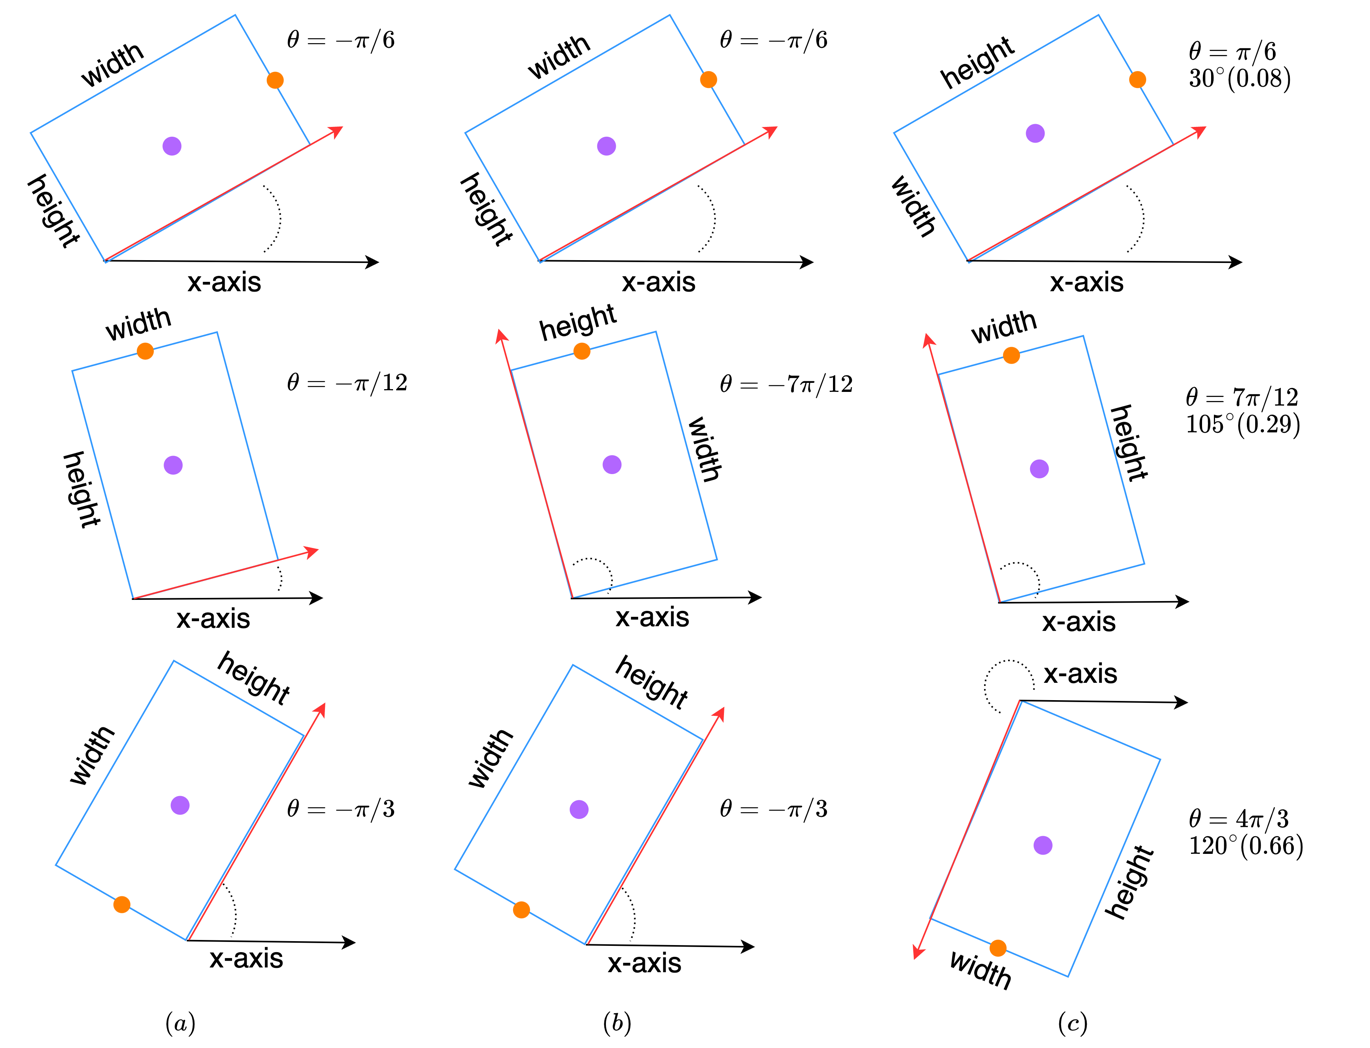 width
θ = −π/6
height
x-axis
width
θ = −π/6
height
x-axis
height
θ = π/6
30°(0.08)
width
x-axis
width
θ = −π/12
height
x-axis
height
θ = −7π/12
width
x-axis
width
θ = 7π/12
105°(0.29)
height
x-axis
height
width
θ = −π/3
x-axis
height
width
θ = −π/3
x-axis
x-axis
θ = 4π/3
120°(0.66)
height
width
(a)
(b)
(c)